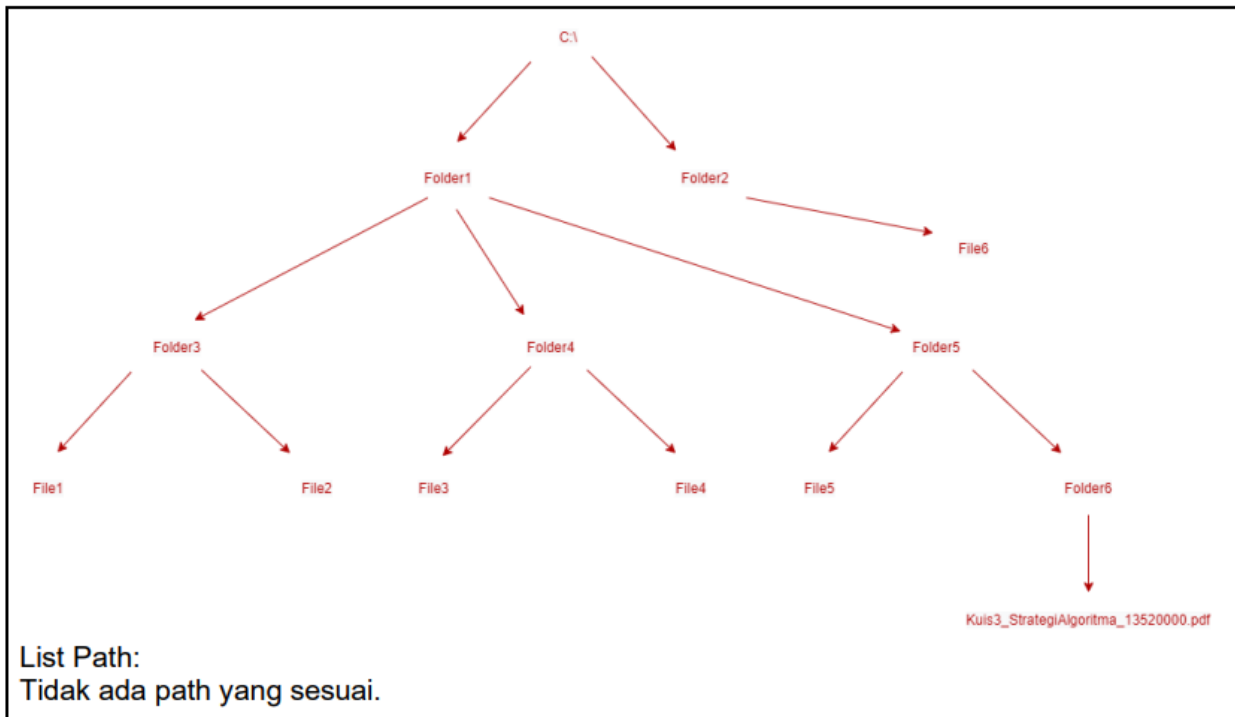 C:\
Folder1
Folder2
File6
Folder3
Folder4
Folder5
File1
File2
File3
File4
File5
Folder6
Kuis3_StrategiAlgoritma_13520000.pdf
List Path:
Tidak ada path yang sesuai.